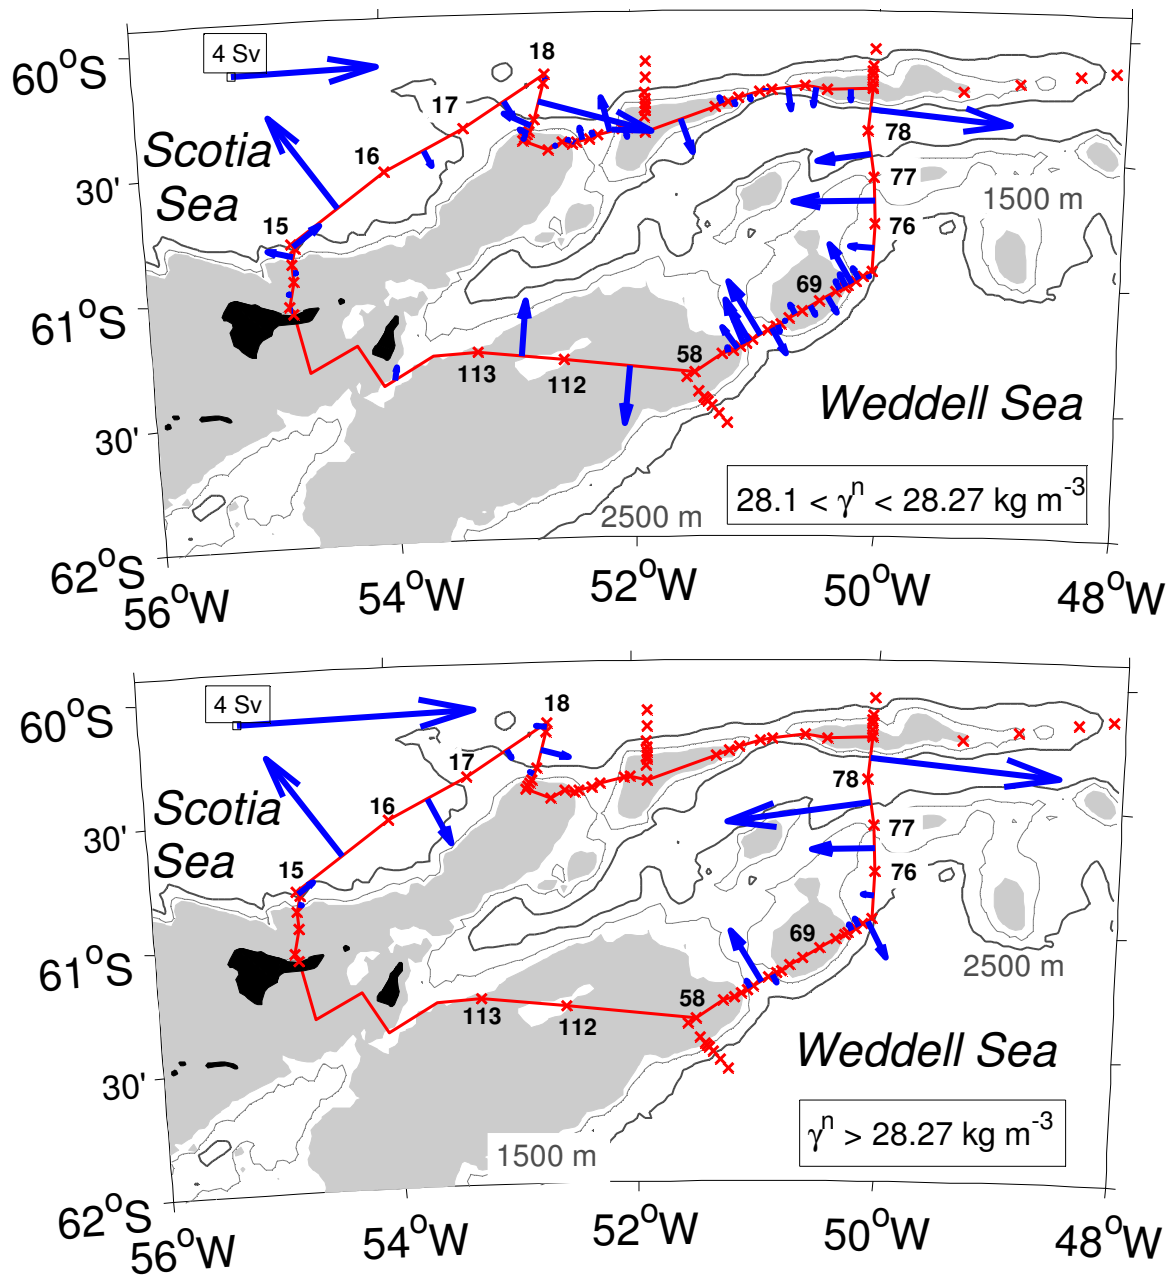 4 Sv
18
60°S
17
78
Scotia
Sea
16
77
30'
1500 m
15
76
69
61°S
58
113
112
Weddell Sea
30'
28.1 < γⁿ < 28.27 kg m⁻³
2500 m
62°S
56°W
54°W
52°W
50°W
48°W
4 Sv
18
60°S
17
78
16
Scotia
Sea
77
30'
15
76
69
61°S
2500 m
58
113
112
Weddell Sea
30'
γⁿ > 28.27 kg m⁻³
1500 m
62°S
56°W
54°W
52°W
50°W
48°W